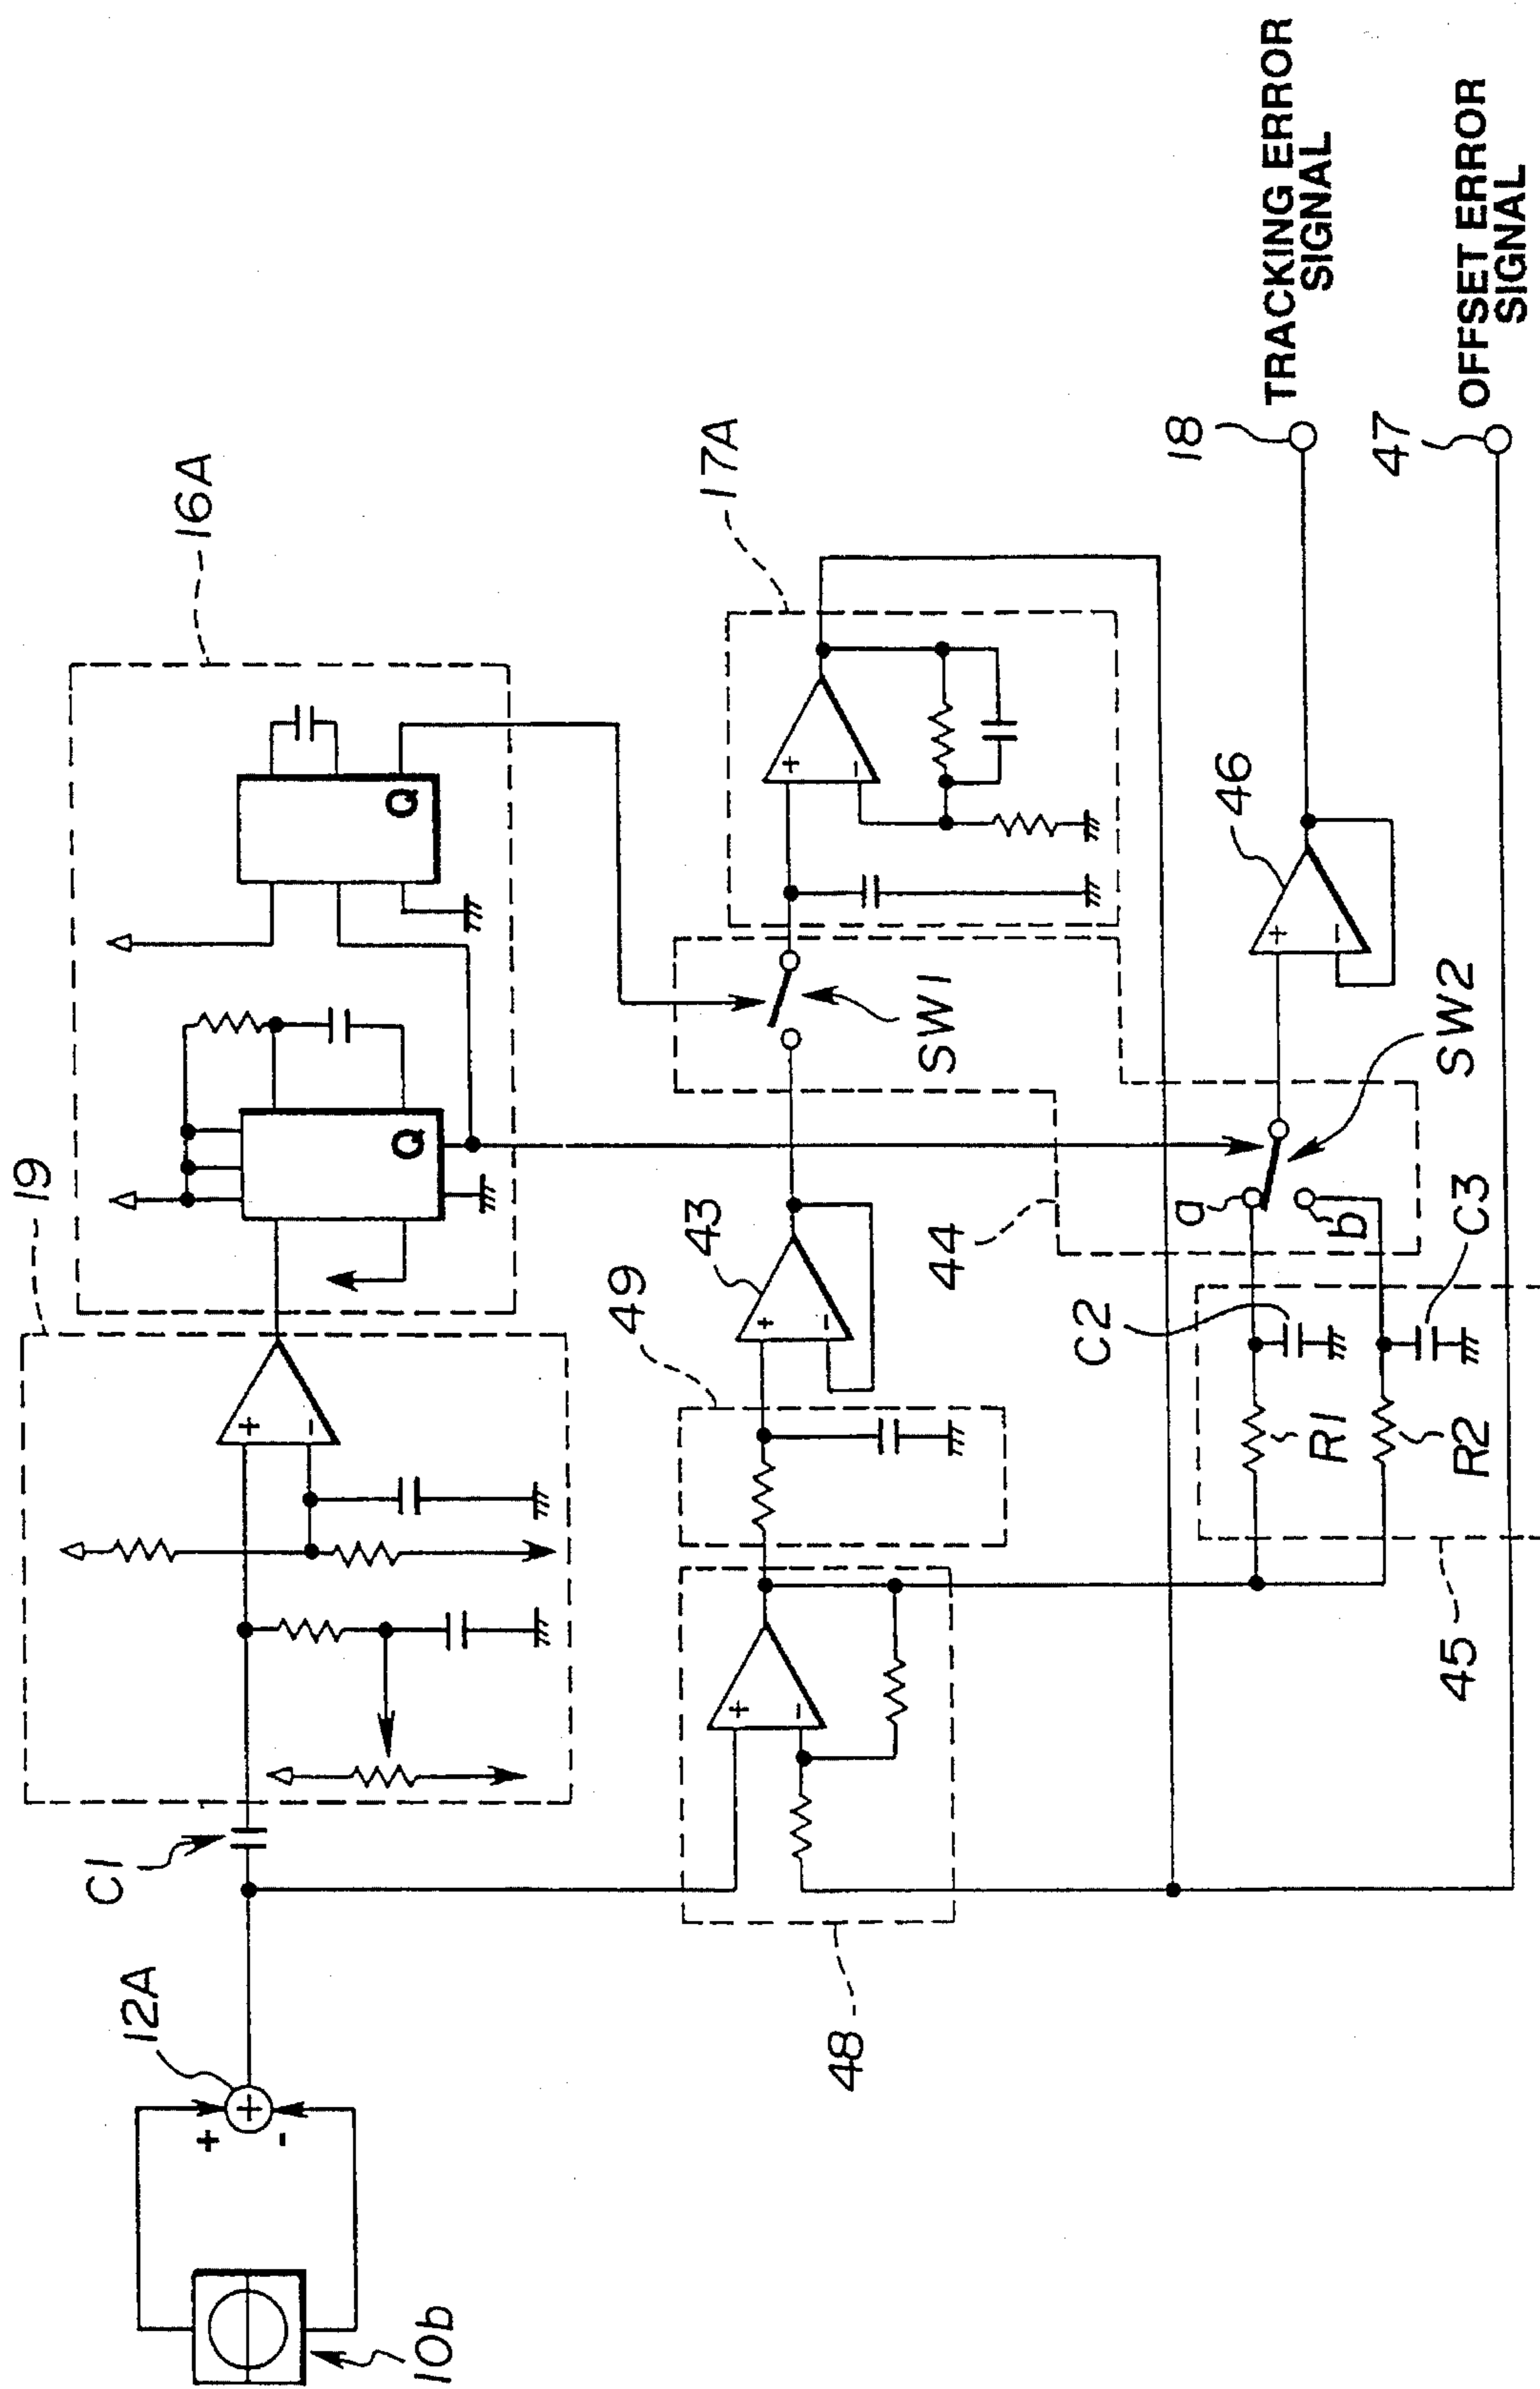 10b
12A
+
-
C1
19
+
-
16A
Q
Q
48
+
-
49
43
+
-
44
SW1
17A
+
-
45
R1
R2
C2
C3
a
b
SW2
46
+
-
18
TRACKING ERROR
SIGNAL
47
OFFSET ERROR
SIGNAL